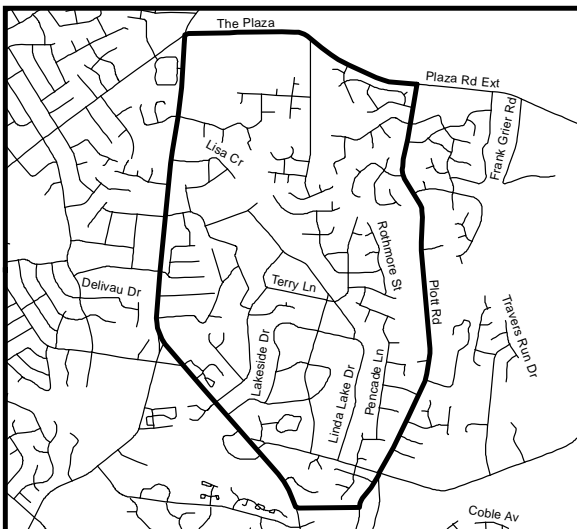 The Plaza
Plaza Rd Ext
Frank Grier Rd
Lisa Cr
Rothmore St
Delivau Dr
Terry Ln
Plott Rd
Travers Run Dr
Lakeside Dr
Linda Lake Dr
Pencade Ln
Coble Av